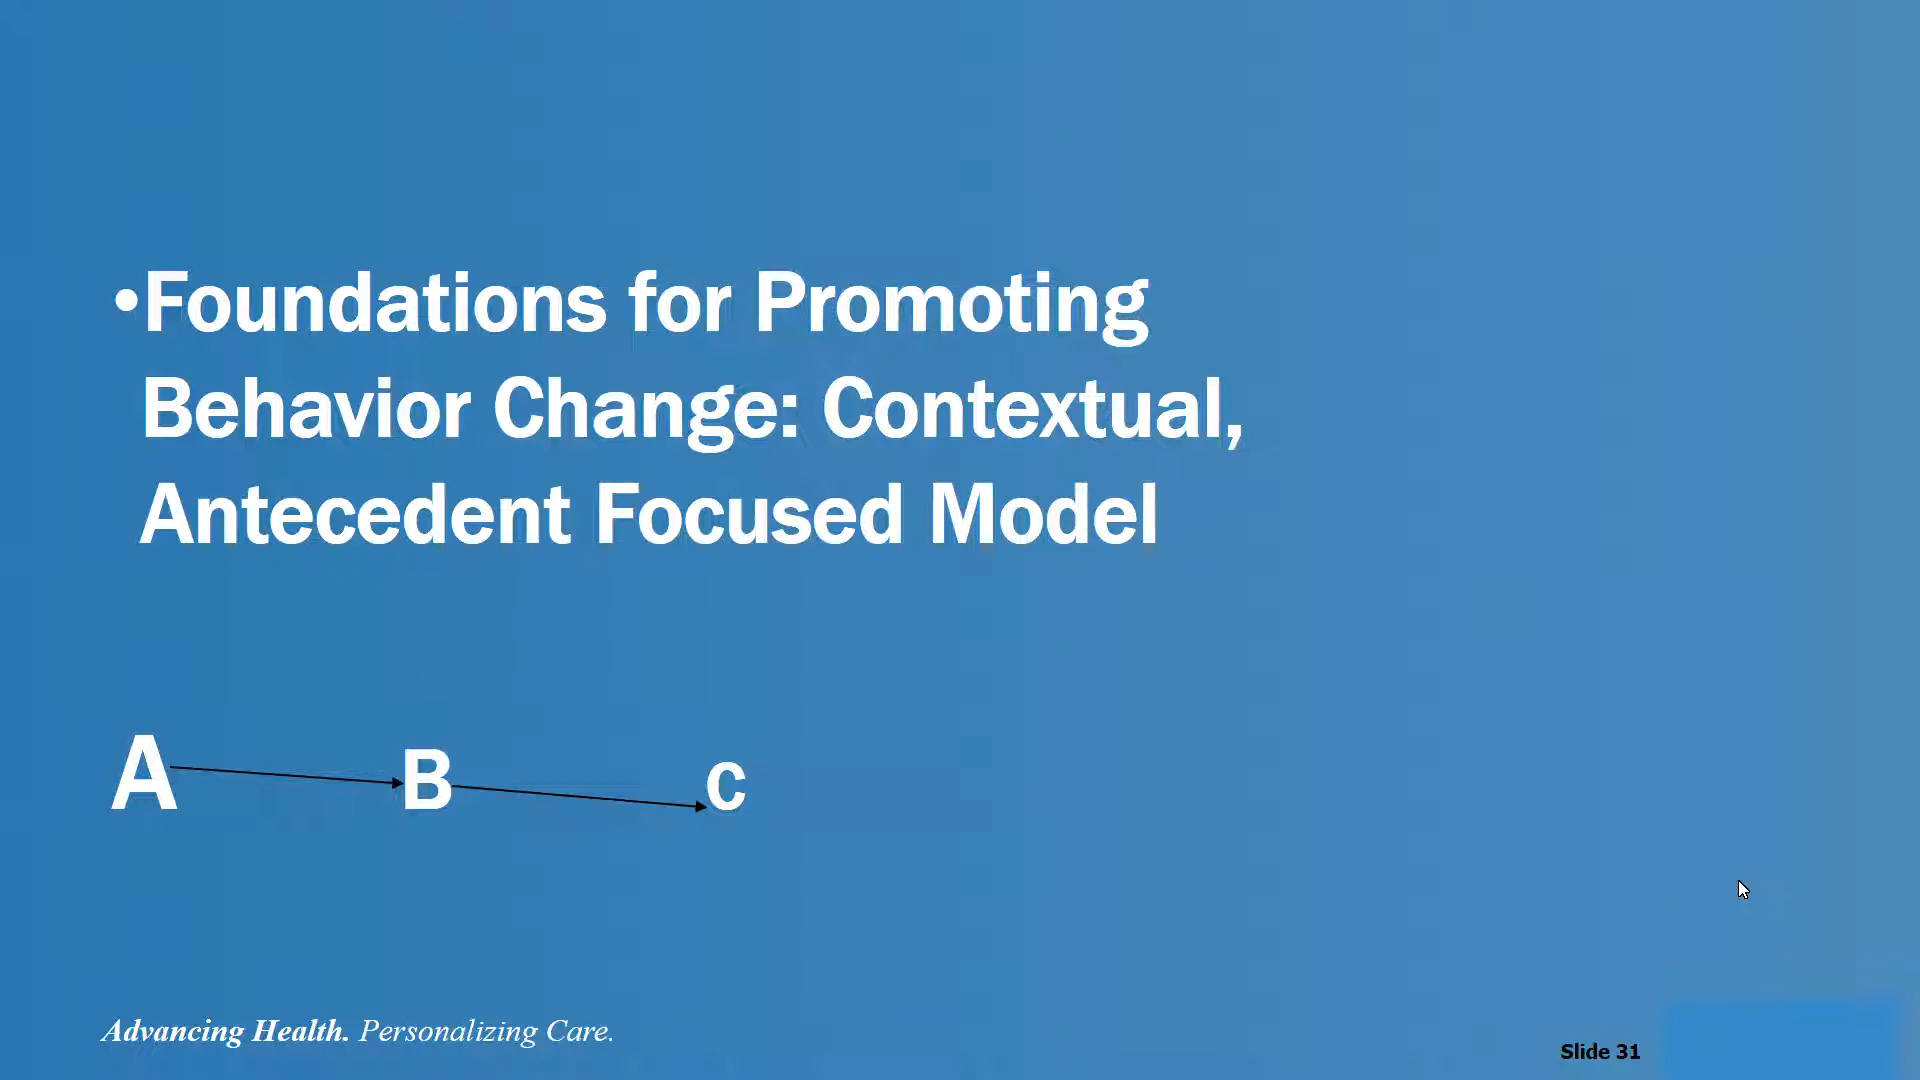 •Foundations for Promoting
Behavior Change: Contextual,
Antecedent Focused Model
A B c
Advancing Health. Personalizing Care.
Slide 31